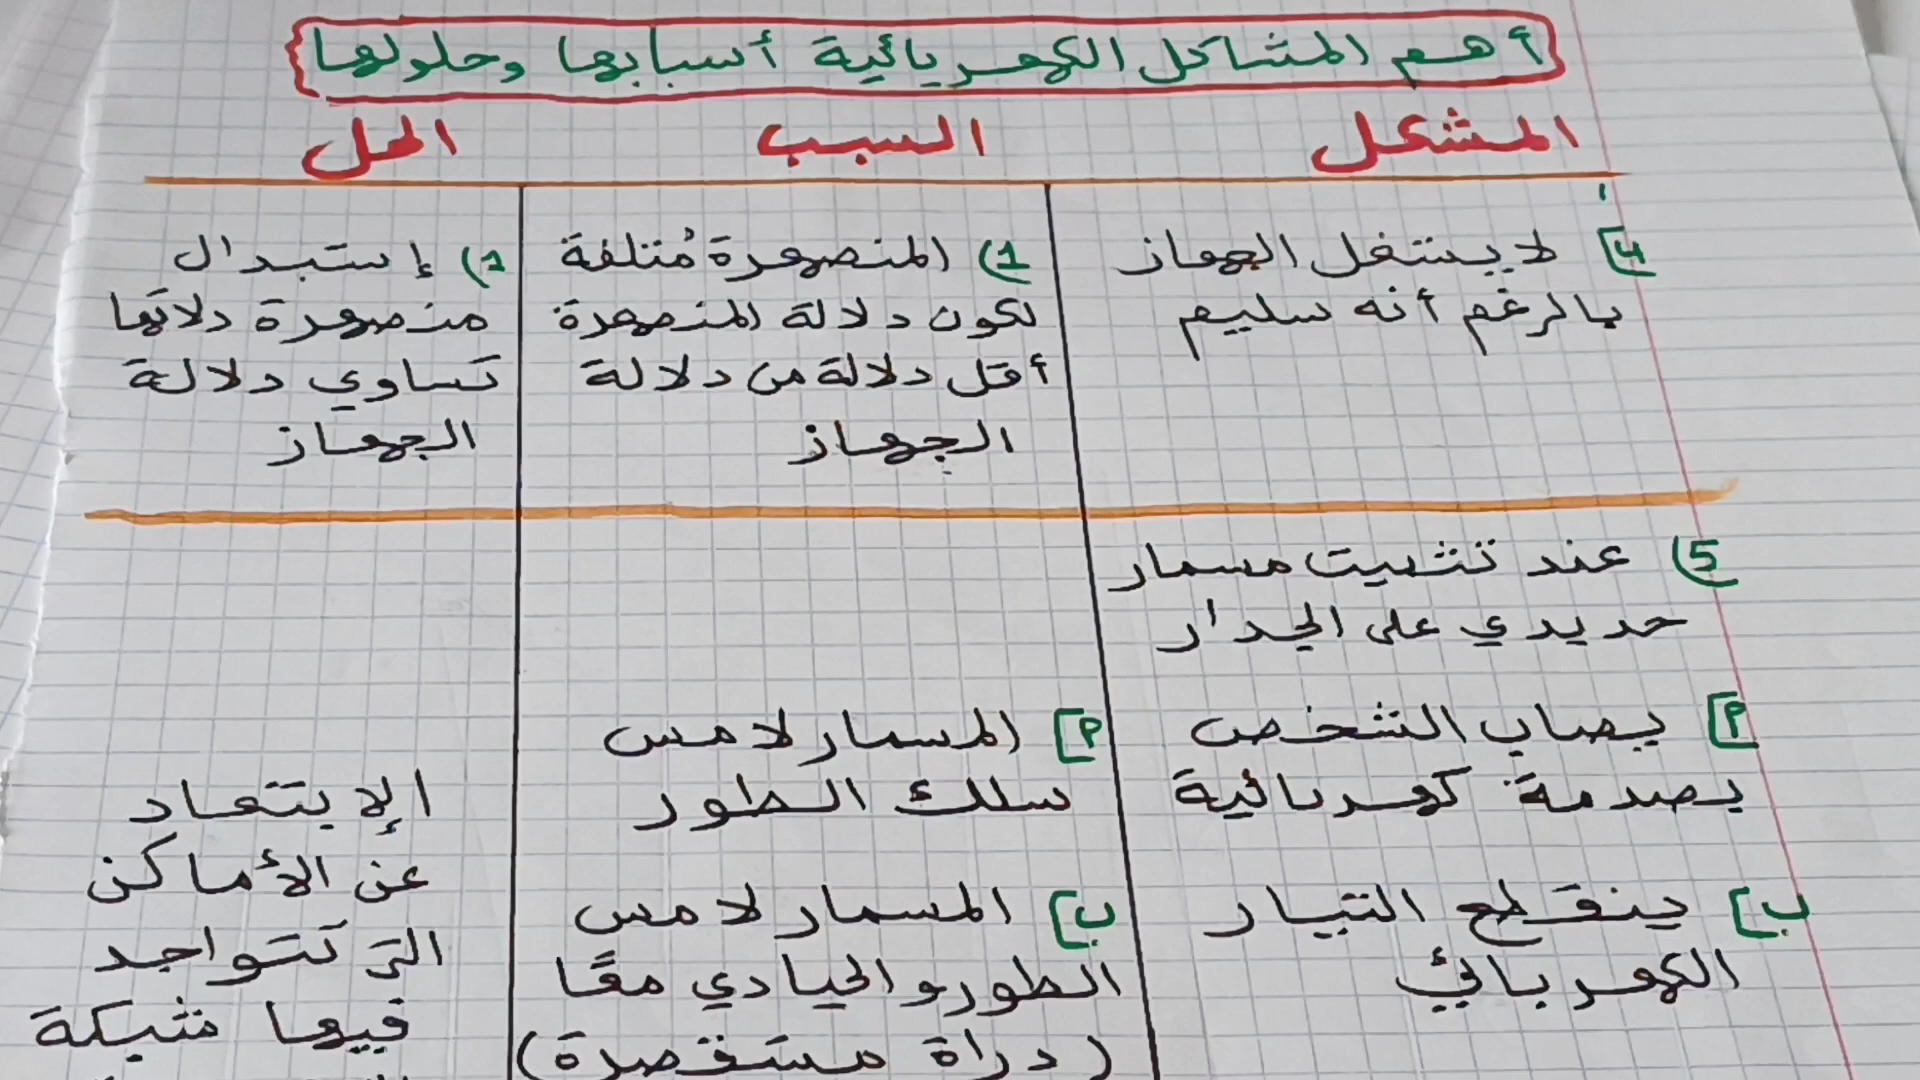 أهم المشاكل الكهربائية أسبابها وحلولها
المشكل السبب الحل
4) لا يشتغل الجهاز
بالرغم أنه سليم
1) المنصهرة مُتلفة
لكون دلالة المنصهرة
أقل دلالة من دلالة
الجهاز
1) إستبدال
منصهرة دلالتها
تساوي دلالة
الجهاز
5) عند تثبيت مسمار
حديدي على الجدار
أ] يصاب الشخص
بصدمة كهربائية
ب] ينقطع التيار
الكهربائي
أ] المسمار لامس
سلك الطور
ب] المسمار لامس
الطور والحيادي معًا
(دراة مستقصرة)
الإبتعاد
عن الأماكن
التي تتواجد
فيها شبكة